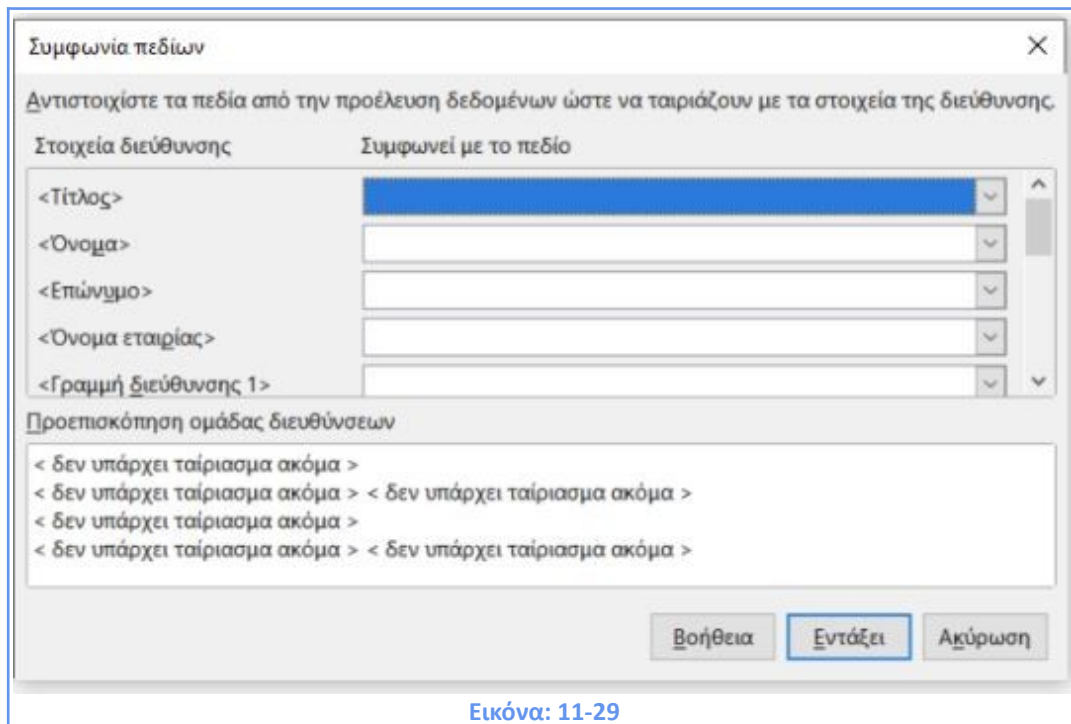 Συμφωνία πεδίων
Αντιστοιχίστε τα πεδία από την προέλευση δεδομένων ώστε να ταιριάζουν με τα στοιχεία της διεύθυνσης.
Στοιχεία διεύθυνσης Συμφωνεί με το πεδίο
<Τίτλος>
<Όνομα>
<Επώνυμο>
<Όνομα εταιρίας>
<Γραμμή διεύθυνσης 1>
Προεπισκόπηση ομάδας διευθύνσεων
< δεν υπάρχει ταίριασμα ακόμα >
< δεν υπάρχει ταίριασμα ακόμα > < δεν υπάρχει ταίριασμα ακόμα >
< δεν υπάρχει ταίριασμα ακόμα >
< δεν υπάρχει ταίριασμα ακόμα > < δεν υπάρχει ταίριασμα ακόμα >
Βοήθεια Εντάξει Ακύρωση
Εικόνα: 11-29